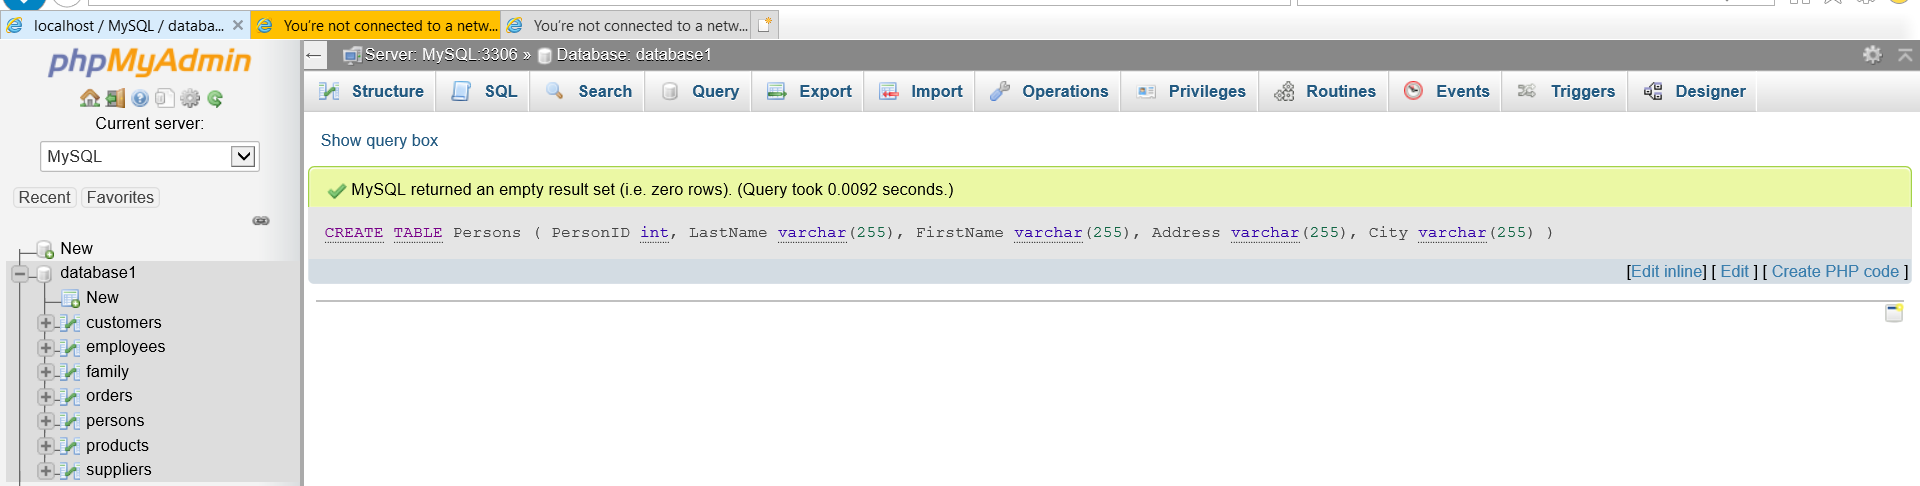 localhost / MySQL / databa...
You're not connected to a netw...
You're not connected to a netw...
phpMyAdmin
Current server:
MySQL
Recent
Favorites
New
database1
New
customers
employees
family
orders
persons
products
suppliers
Server: MySQL:3306 » Database: database1
Structure SQL Search Query Export Import Operations Privileges Routines Events Triggers Designer
Show query box
MySQL returned an empty result set (i.e. zero rows). (Query took 0.0092 seconds.)
CREATE TABLE Persons ( PersonID int, LastName varchar(255), FirstName varchar(255), Address varchar(255), City varchar(255) )
[Edit inline] [ Edit ] [ Create PHP code ]